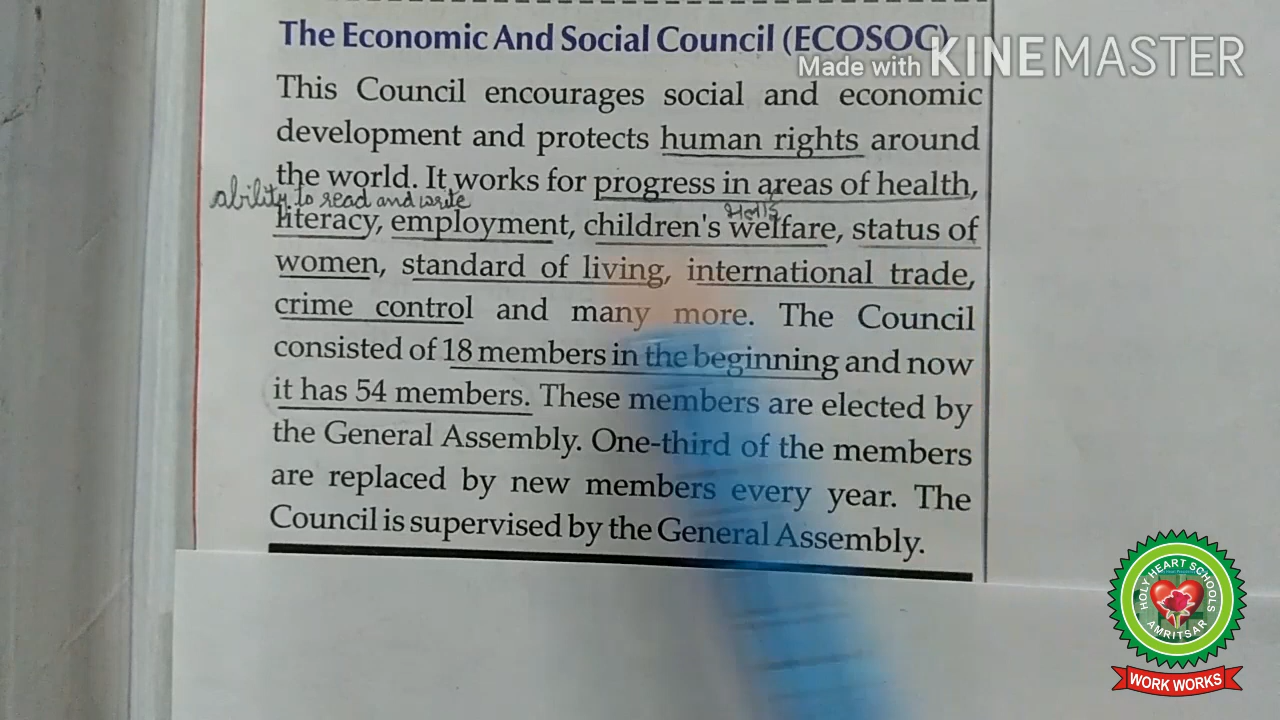 The Economic And Social Council (ECOSOC)
Made with KINEMASTER
This Council encourages social and economic
development and protects human rights around
the world. It works for progress in areas of health,
ability to read and write
भलाई
literacy, employment, children's welfare, status of
women, standard of living, international trade,
crime control and many more. The Council
consisted of 18 members in the beginning and now
it has 54 members. These members are elected by
the General Assembly. One-third of the members
are replaced by new members every year. The
Council is supervised by the General Assembly.
HOLY HEART SCHOOLS
AMRITSAR
WORK WORKS